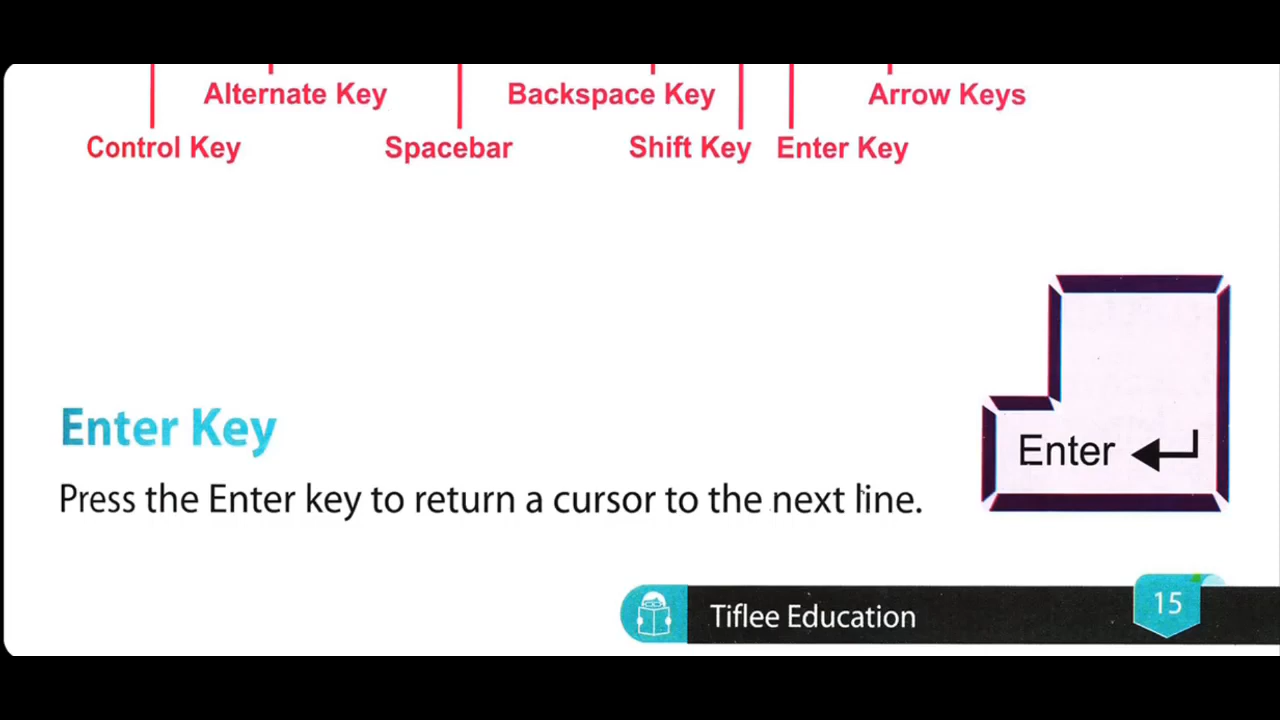 Alternate Key Backspace Key Arrow Keys
Control Key Spacebar Shift Key Enter Key
Enter Key
Press the Enter key to return a cursor to the next line.
Enter
Tiflee Education
15